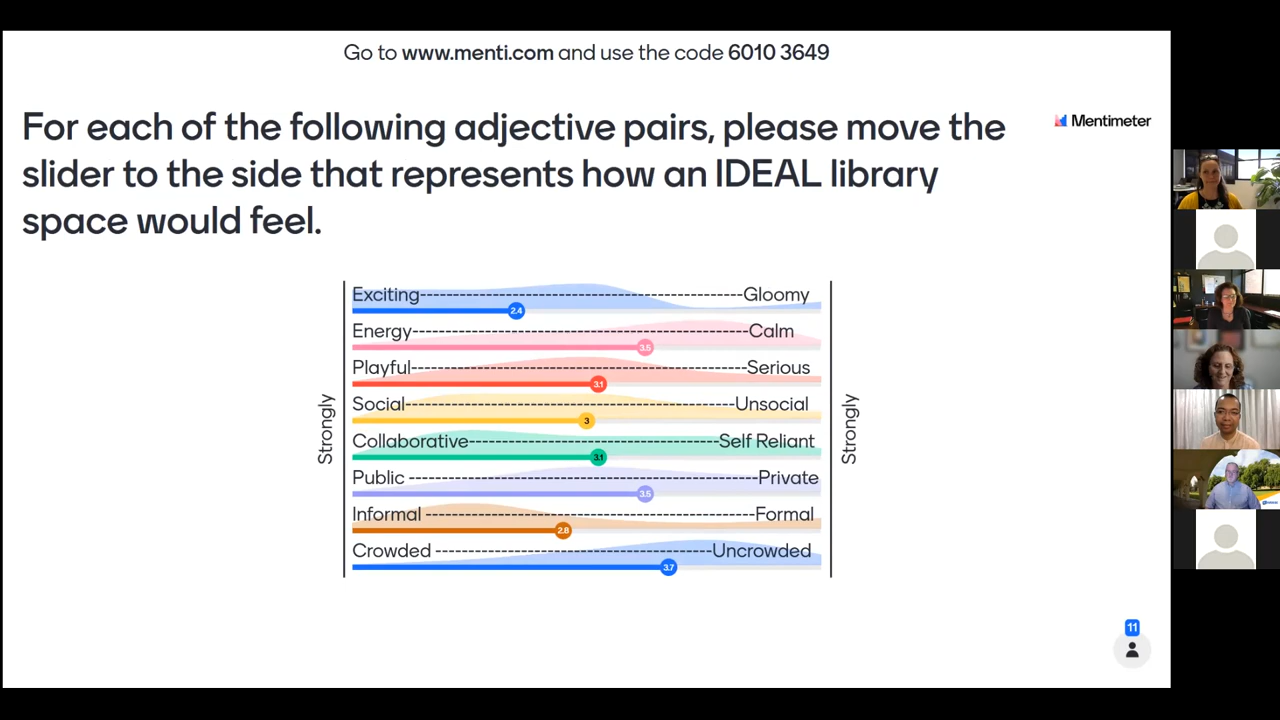 Go to www.menti.com and use the code 6010 3649
For each of the following adjective pairs, please move the
slider to the side that represents how an IDEAL library
space would feel.
Mentimeter
Strongly
Exciting--------------------Gloomy
2.4
Energy--------------------Calm
3.5
Playful--------------------Serious
3.1
Social--------------------Unsocial
3
Collaborative--------------------Self Reliant
3.1
Public --------------------Private
3.5
Informal --------------------Formal
2.8
Crowded --------------------Uncrowded
3.7
Strongly
11